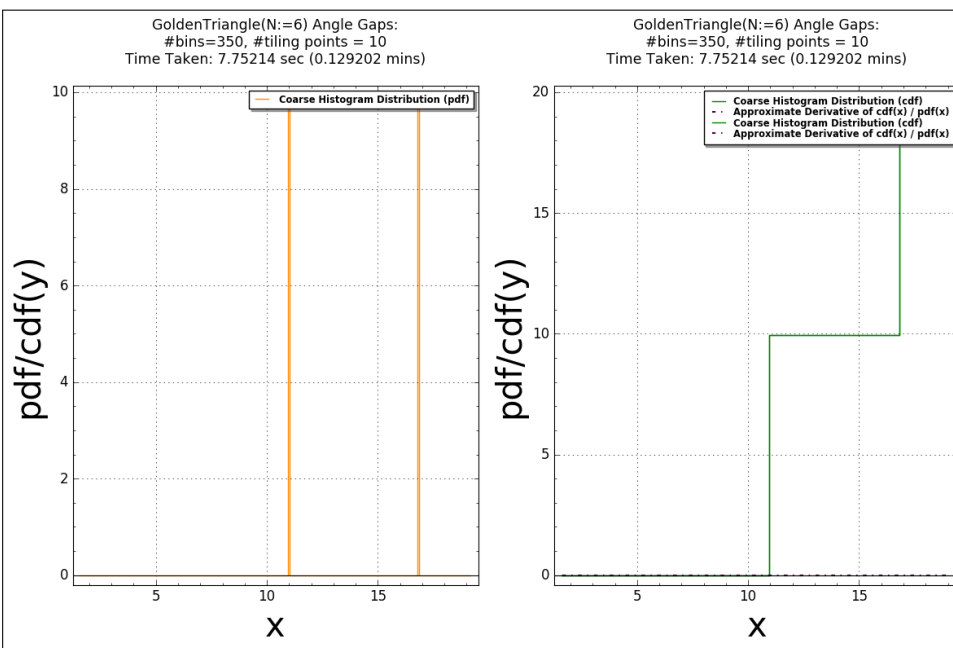 GoldenTriangle(N:=6) Angle Gaps:
#bins=350, #tiling points = 10
Time Taken: 7.75214 sec (0.129202 mins)
Coarse Histogram Distribution (pdf)
10
8
6
4
2
0
5
10
15
pdf/cdf(y)
x
GoldenTriangle(N:=6) Angle Gaps:
#bins=350, #tiling points = 10
Time Taken: 7.75214 sec (0.129202 mins)
Coarse Histogram Distribution (cdf)
Approximate Derivative of cdf(x) / pdf(x)
Coarse Histogram Distribution (cdf)
Approximate Derivative of cdf(x) / pdf(x)
20
15
10
5
0
5
10
15
pdf/cdf(y)
x